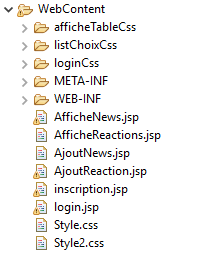 WebContent
afficheTableCss
listChoixCss
loginCss
META-INF
WEB-INF
AfficheNews.jsp
AfficheReactions.jsp
AjoutNews.jsp
AjoutReaction.jsp
inscription.jsp
login.jsp
Style.css
Style2.css